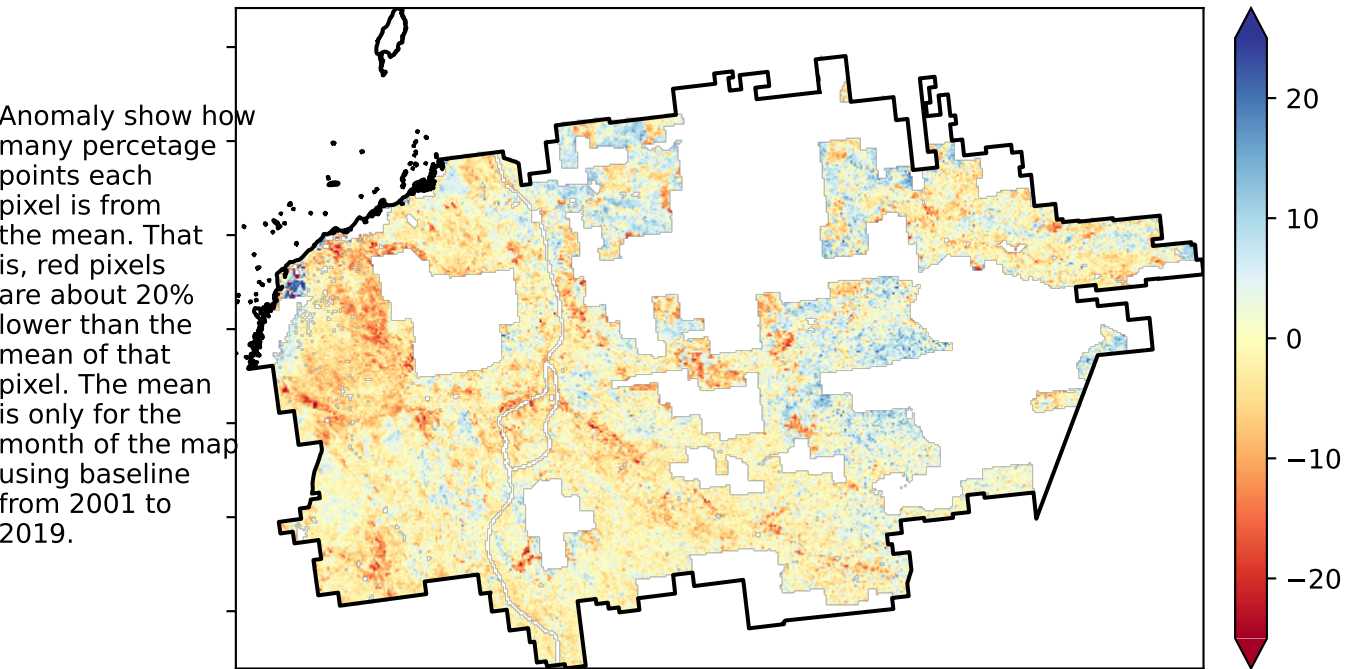 Anomaly show how
many percetage
points each
pixel is from
the mean. That
is, red pixels
are about 20%
lower than the
mean of that
pixel. The mean
is only for the
month of the map
using baseline
from 2001 to
2019.
20
10
0
−10
−20